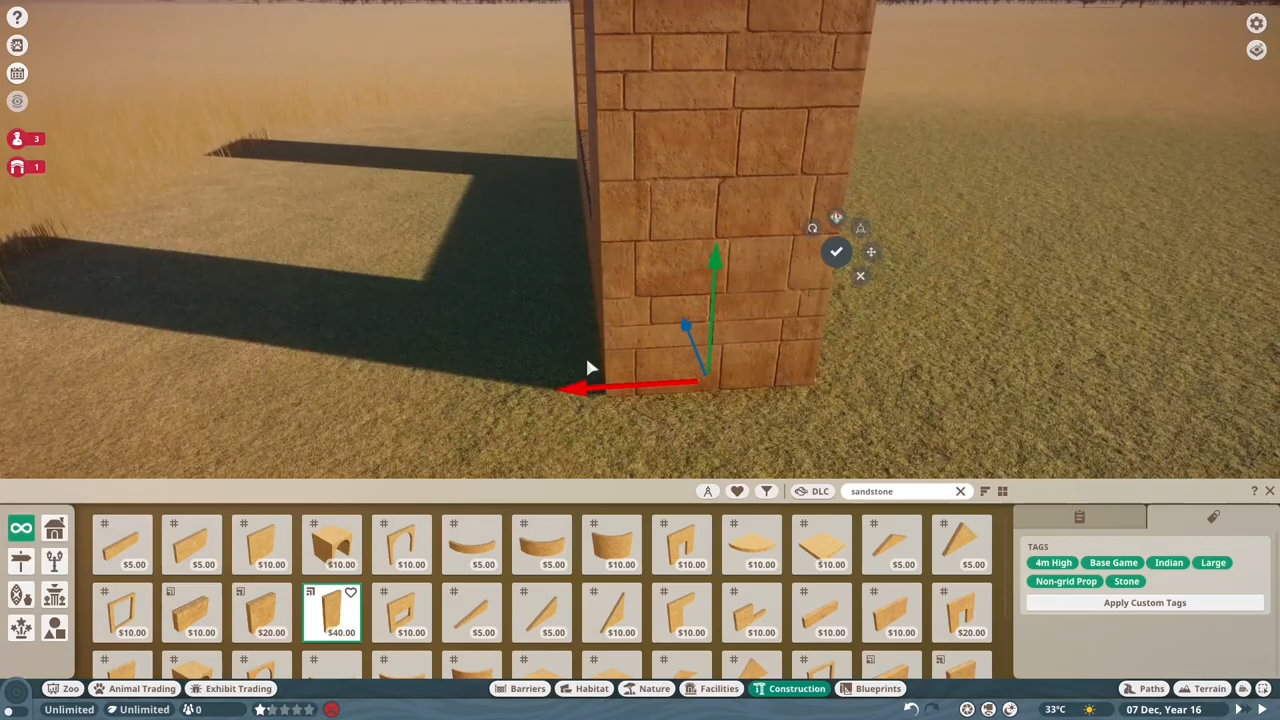 ?
3
1
DLC
sandstone
?
$5.00 $5.00 $10.00 $10.00 $10.00 $5.00 $5.00 $10.00 $10.00 $5.00 $10.00 $5.00 $5.00
$10.00 $10.00 $20.00 $40.00 $10.00 $5.00 $5.00 $10.00 $10.00 $10.00 $5.00 $10.00 $20.00
TAGS
4m High Base Game Indian Large
Non-grid Prop Stone
Apply Custom Tags
Zoo Animal Trading Exhibit Trading Barriers Habitat Nature Facilities Construction Blueprints Paths Terrain
Unlimited Unlimited 0 33°C 07 Dec, Year 16